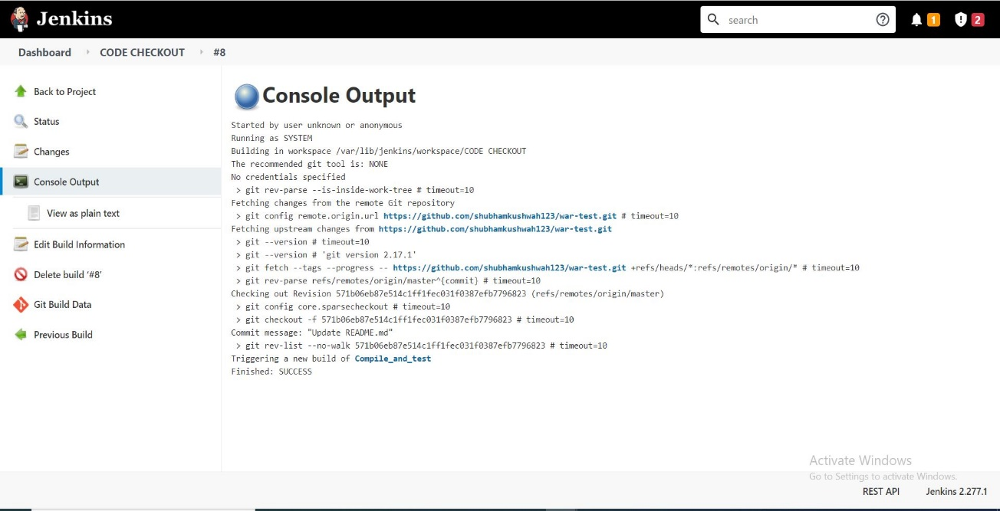 Jenkins
search
1
2
Dashboard
CODE CHECKOUT
#8
Back to Project
Status
Changes
Console Output
View as plain text
Edit Build Information
Delete build ‘#8’
Git Build Data
Previous Build
Console Output
Started by user unknown or anonymous
Running as SYSTEM
Building in workspace /var/lib/jenkins/workspace/CODE CHECKOUT
The recommended git tool is: NONE
No credentials specified
> git rev-parse --is-inside-work-tree # timeout=10
Fetching changes from the remote Git repository
> git config remote.origin.url https://github.com/shubhamkushwah123/war-test.git # timeout=10
Fetching upstream changes from https://github.com/shubhamkushwah123/war-test.git
> git --version # timeout=10
> git --version # 'git version 2.17.1'
> git fetch --tags --progress -- https://github.com/shubhamkushwah123/war-test.git +refs/heads/*:refs/remotes/origin/* # timeout=10
> git rev-parse refs/remotes/origin/master^{commit} # timeout=10
Checking out Revision 571b06eb87e514c1ff1fec031f0387efb7796823 (refs/remotes/origin/master)
> git config core.sparsecheckout # timeout=10
> git checkout -f 571b06eb87e514c1ff1fec031f0387efb7796823 # timeout=10
Commit message: "Update README.md"
> git rev-list --no-walk 571b06eb87e514c1ff1fec031f0387efb7796823 # timeout=10
Triggering a new build of Compile_and_test
Finished: SUCCESS
Activate Windows
Go to Settings to activate Windows.
REST API
Jenkins 2.277.1